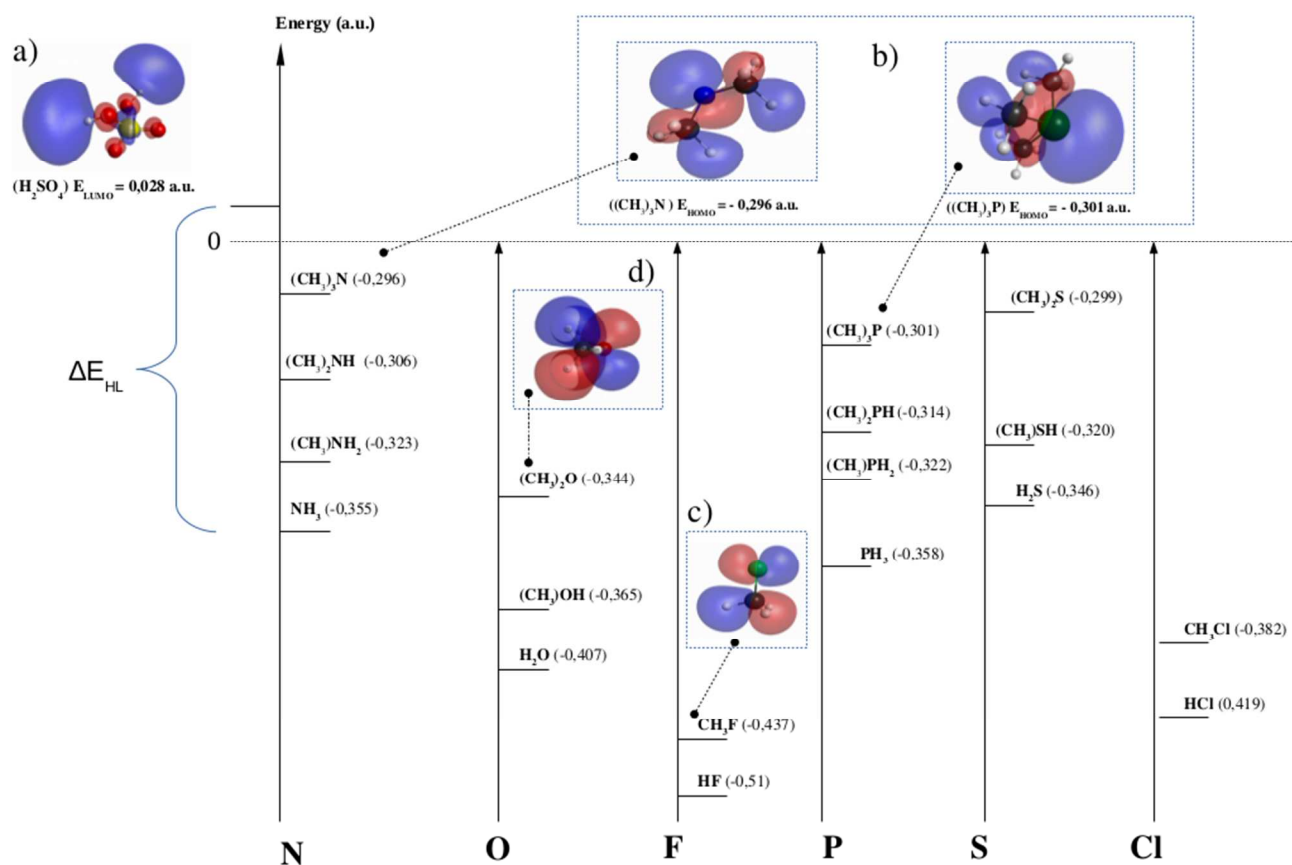 Energy (a.u.)
a)
b)
(H₂SO₄) E_LUMO = 0,028 a.u.
((CH₃)₃N ) E_HOMO = - 0,296 a.u.
((CH₃)₃P) E_HOMO = - 0,301 a.u.
0
(CH₃)₃N (-0,296)
(CH₃)₂NH (-0,306)
(CH₃)NH₂ (-0,323)
NH₃ (-0,355)
ΔE_HL
d)
(CH₃)₂O (-0,344)
(CH₃)OH (-0,365)
H₂O (-0,407)
c)
CH₃F (-0,437)
HF (-0,51)
(CH₃)₃P (-0,301)
(CH₃)₂PH (-0,314)
(CH₃)PH₂ (-0,322)
PH₃ (-0,358)
(CH₃)₂S (-0,299)
(CH₃)SH (-0,320)
H₂S (-0,346)
CH₃Cl (-0,382)
HCl (0,419)
N O F P S Cl